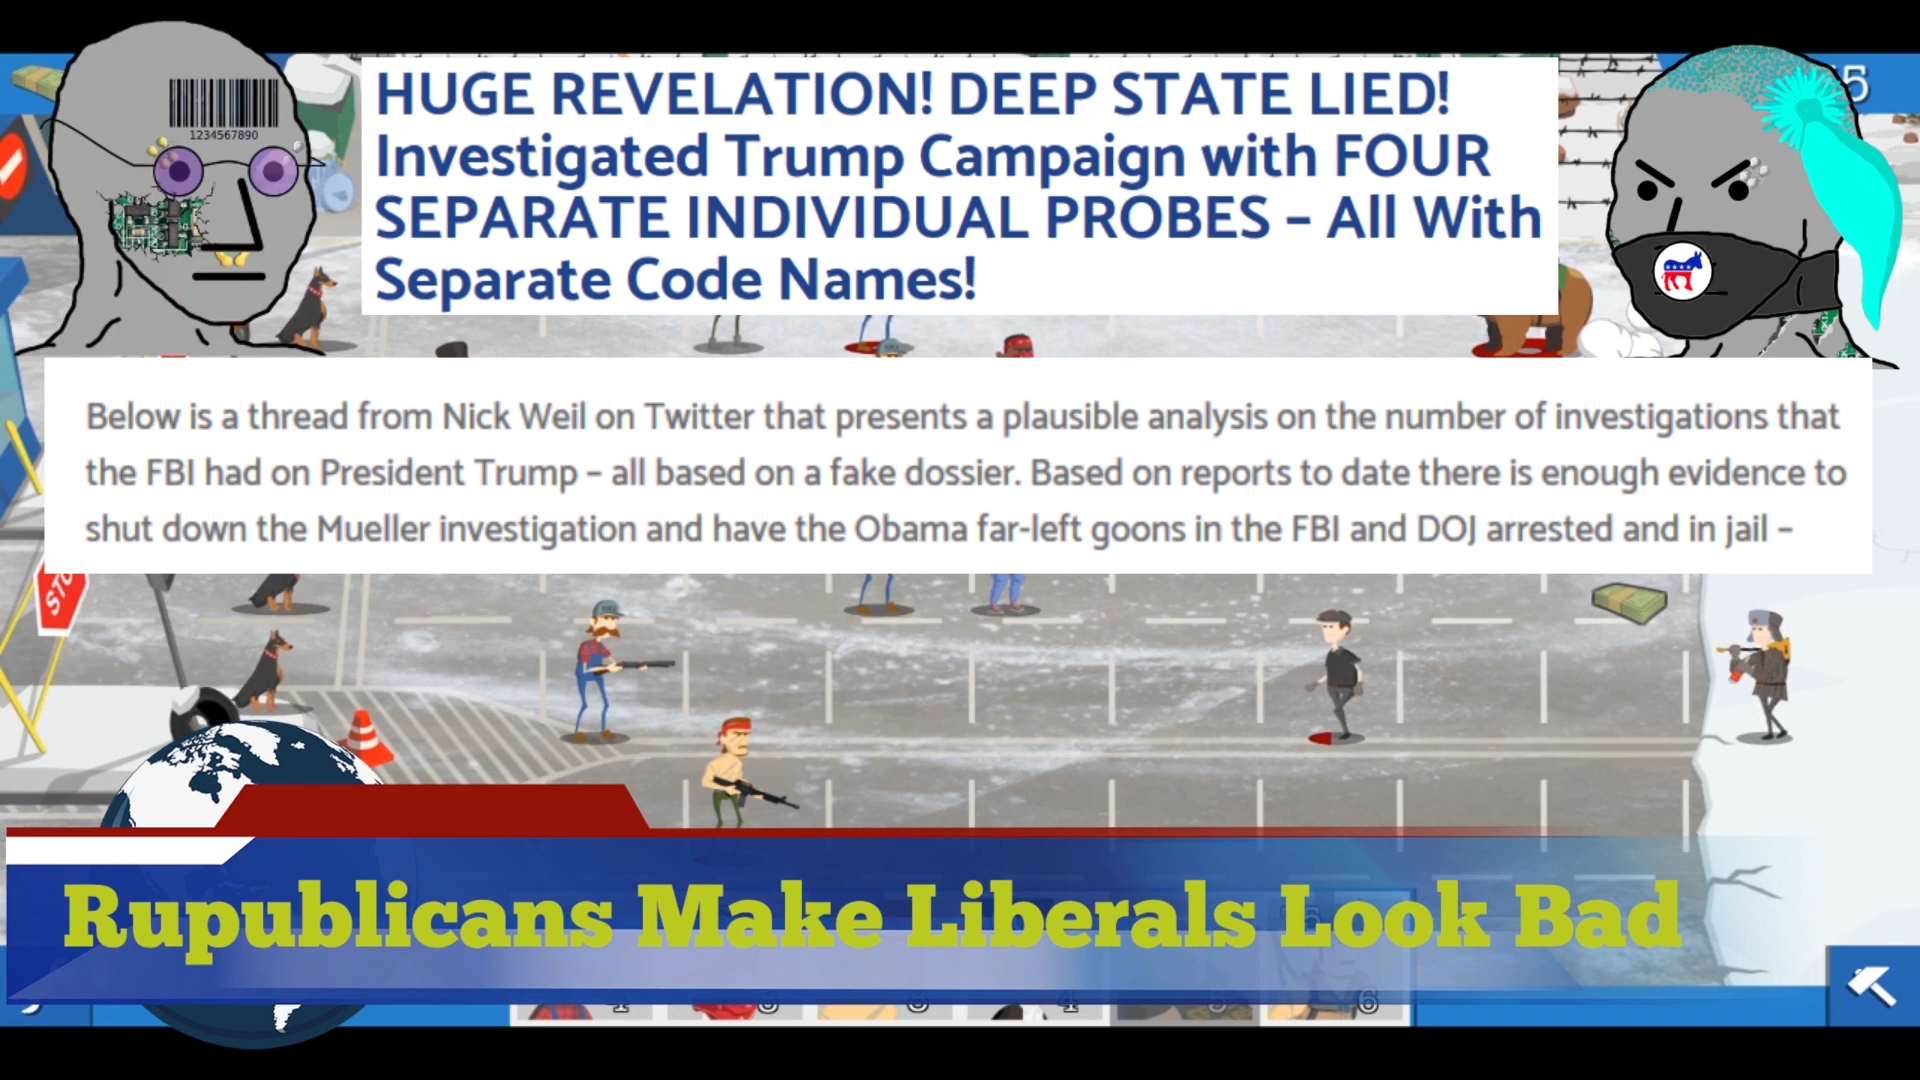 1234567890
5
HUGE REVELATION! DEEP STATE LIED!
Investigated Trump Campaign with FOUR
SEPARATE INDIVIDUAL PROBES – All With
Separate Code Names!
Below is a thread from Nick Weil on Twitter that presents a plausible analysis on the number of investigations that
the FBI had on President Trump – all based on a fake dossier. Based on reports to date there is enough evidence to
shut down the Mueller investigation and have the Obama far-left goons in the FBI and DOJ arrested and in jail –
Rupublicans Make Liberals Look Bad